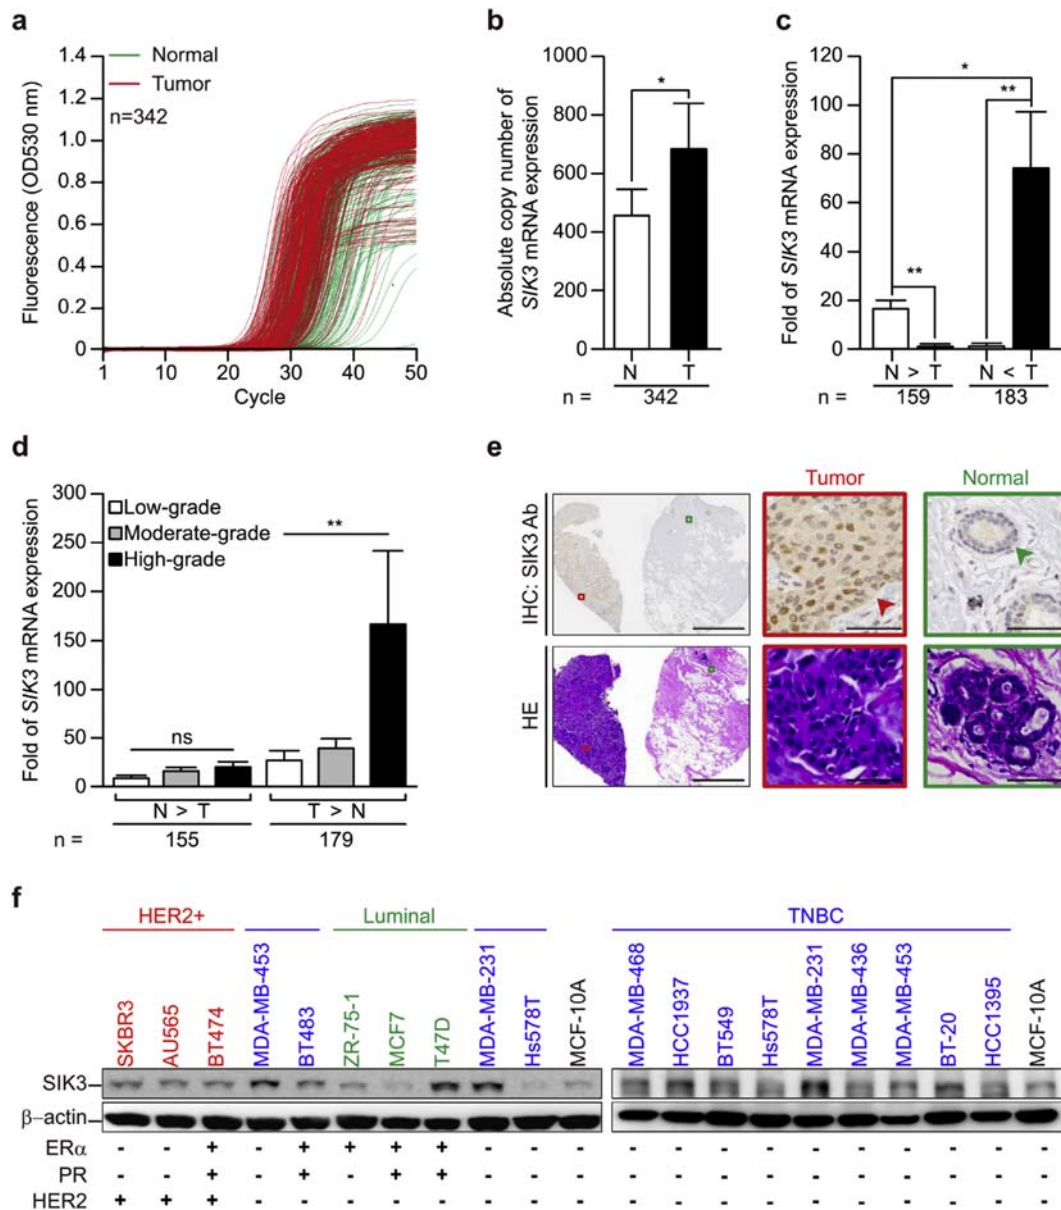 a
Normal
Tumor
n=342
Fluorescence (OD530 nm)
1.4
1.2
1.0
0.8
0.6
0.4
0.2
0
1 10 20 30 40 50
Cycle
b
Absolute copy number of
SIK3 mRNA expression
1000
800
600
400
200
0
*
N T
n = 342
c
Fold of SIK3 mRNA expression
120
100
80
60
40
20
0
*
**
**
N > T N < T
n = 159 183
d
Fold of SIK3 mRNA expression
300
250
200
150
100
50
0
Low-grade
Moderate-grade
High-grade
**
ns
N > T T > N
n = 155 179
e
Tumor Normal
IHC: SIK3 Ab
HE
f
HER2+ Luminal TNBC
SKBR3
AU565
BT474
MDA-MB-453
BT483
ZR-75-1
MCF7
T47D
MDA-MB-231
Hs578T
MCF-10A
MDA-MB-468
HCC1937
BT549
Hs578T
MDA-MB-231
MDA-MB-436
MDA-MB-453
BT-20
HCC1395
MCF-10A
SIK3
β-actin
ERα - - + - + + + + - - - - - - - - - - - - -
PR - - + - + - + + - - - - - - - - - - - - -
HER2 + + + - - - - - - - - - - - - - - - - - -